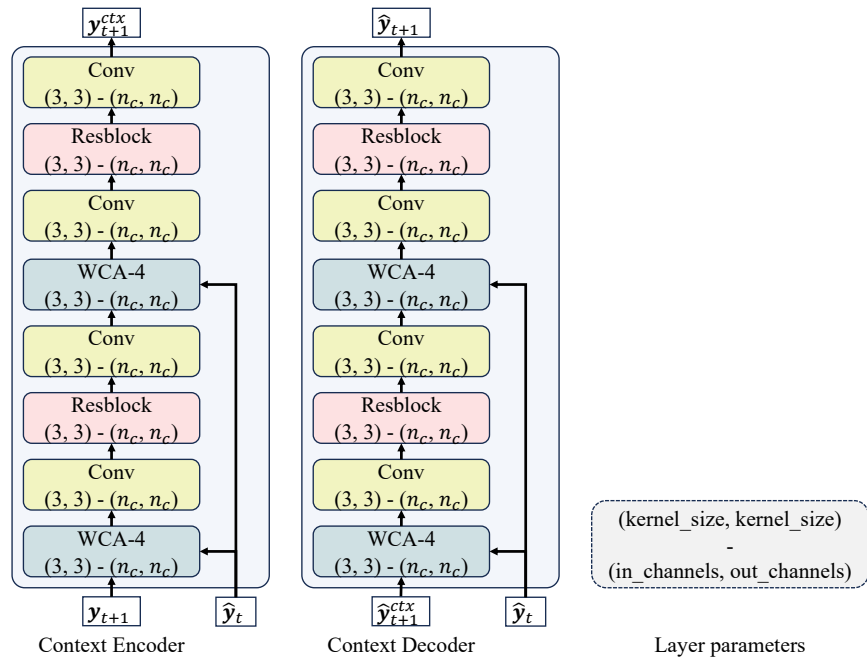 y_{t+1}^{ctx}
Conv
(3, 3) - (n_c, n_c)
Resblock
(3, 3) - (n_c, n_c)
Conv
(3, 3) - (n_c, n_c)
WCA-4
(3, 3) - (n_c, n_c)
Conv
(3, 3) - (n_c, n_c)
Resblock
(3, 3) - (n_c, n_c)
Conv
(3, 3) - (n_c, n_c)
WCA-4
(3, 3) - (n_c, n_c)
y_{t+1}
ŷ_t
Context Encoder
ŷ_{t+1}
Conv
(3, 3) - (n_c, n_c)
Resblock
(3, 3) - (n_c, n_c)
Conv
(3, 3) - (n_c, n_c)
WCA-4
(3, 3) - (n_c, n_c)
Conv
(3, 3) - (n_c, n_c)
Resblock
(3, 3) - (n_c, n_c)
Conv
(3, 3) - (n_c, n_c)
WCA-4
(3, 3) - (n_c, n_c)
ŷ_{t+1}^{ctx}
ŷ_t
Context Decoder
(kernel_size, kernel_size)
-
(in_channels, out_channels)
Layer parameters